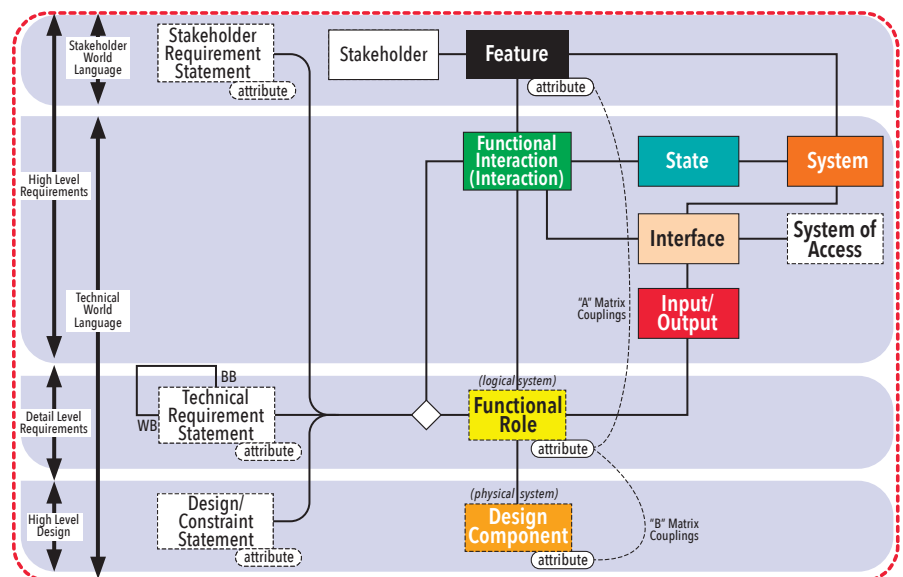 Stakeholder
World
Language
Stakeholder
Requirement
Statement
attribute
Stakeholder
Feature
attribute
High Level
Requirements
Functional
Interaction
(Interaction)
State
System
Interface
System of
Access
Technical
World
Language
"A" Matrix
Couplings
Input/
Output
Detail Level
Requirements
BB
WB
Technical
Requirement
Statement
attribute
(logical system)
Functional
Role
attribute
High Level
Design
Design/
Constraint
Statement
attribute
(physical system)
Design
Component
attribute
"B" Matrix
Couplings